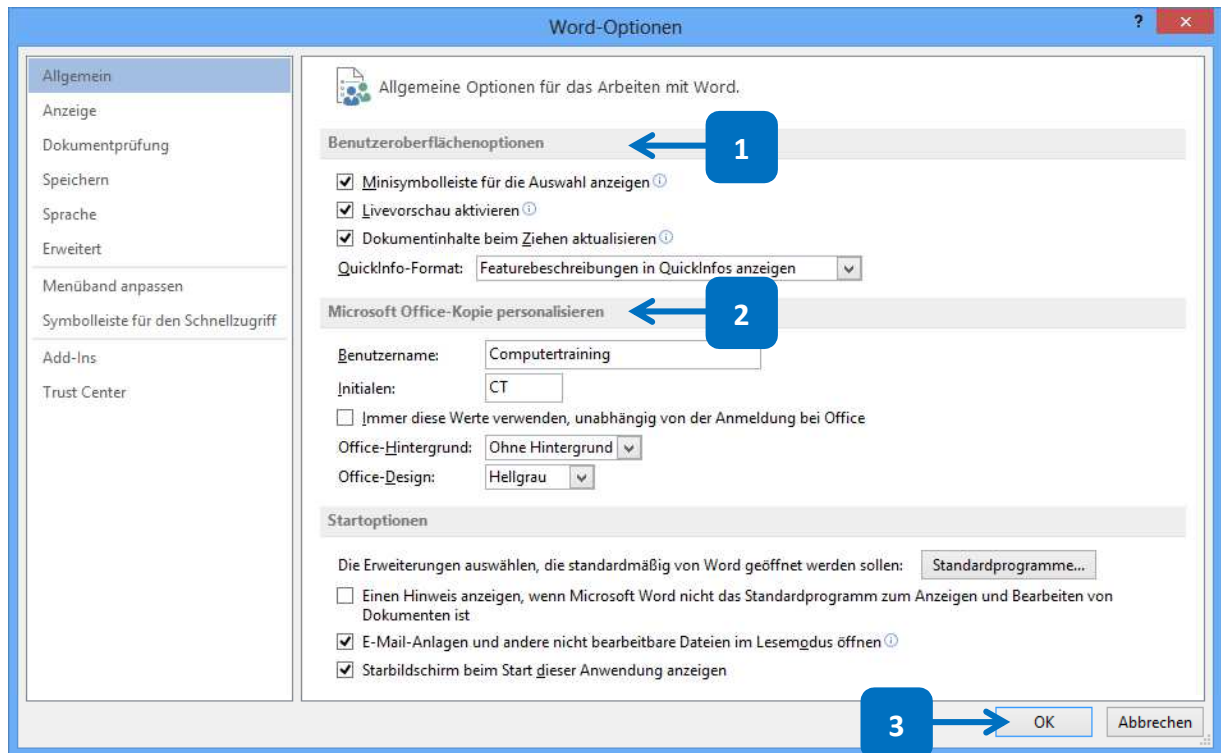 Word-Optionen
?
Allgemein
Anzeige
Dokumentprüfung
Speichern
Sprache
Erweitert
Menüband anpassen
Symbolleiste für den Schnellzugriff
Add-Ins
Trust Center
Allgemeine Optionen für das Arbeiten mit Word.
Benutzeroberflächenoptionen
1
Minisymbolleiste für die Auswahl anzeigen
Livevorschau aktivieren
Dokumentinhalte beim Ziehen aktualisieren
QuickInfo-Format: Featurebeschreibungen in QuickInfos anzeigen
Microsoft Office-Kopie personalisieren
2
Benutzername: Computertraining
Initialen: CT
Immer diese Werte verwenden, unabhängig von der Anmeldung bei Office
Office-Hintergrund: Ohne Hintergrund
Office-Design: Hellgrau
Startoptionen
Die Erweiterungen auswählen, die standardmäßig von Word geöffnet werden sollen: Standardprogramme...
Einen Hinweis anzeigen, wenn Microsoft Word nicht das Standardprogramm zum Anzeigen und Bearbeiten von
Dokumenten ist
E-Mail-Anlagen und andere nicht bearbeitbare Dateien im Lesemodus öffnen
Starbildschirm beim Start dieser Anwendung anzeigen
3
OK Abbrechen